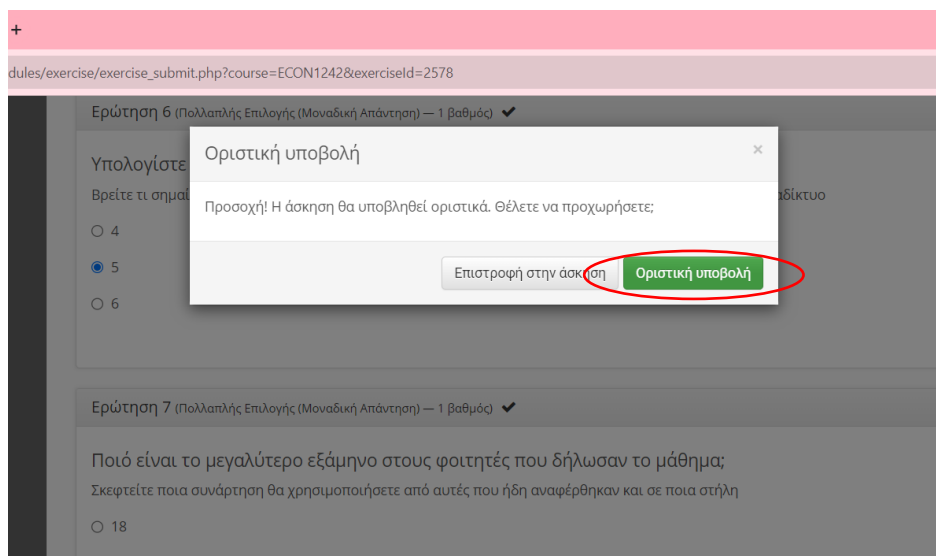 +
dules/exercise/exercise_submit.php?course=ECON1242&exerciseId=2578
Ερώτηση 6 (Πολλαπλής Επιλογής (Μοναδική Απάντηση) — 1 βαθμός) ✔
Οριστική υποβολή ×
Υπολογίστε
Βρείτε τι
Προσοχή! Η άσκηση θα υποβληθεί οριστικά. Θέλετε να προχωρήσετε;
4
Επιστροφή στην άσκηση Οριστική υποβολή
5
6
Ερώτηση 7 (Πολλαπλής Επιλογής (Μοναδική Απάντηση) — 1 βαθμός) ✔
Ποιό είναι το μεγαλύτερο εξάμηνο στους φοιτητές που δήλωσαν το μάθημα;
Σκεφτείτε ποια συνάρτηση θα χρησιμοποιήσετε από αυτές που ήδη αναφέρθηκαν και σε ποια στήλη
18